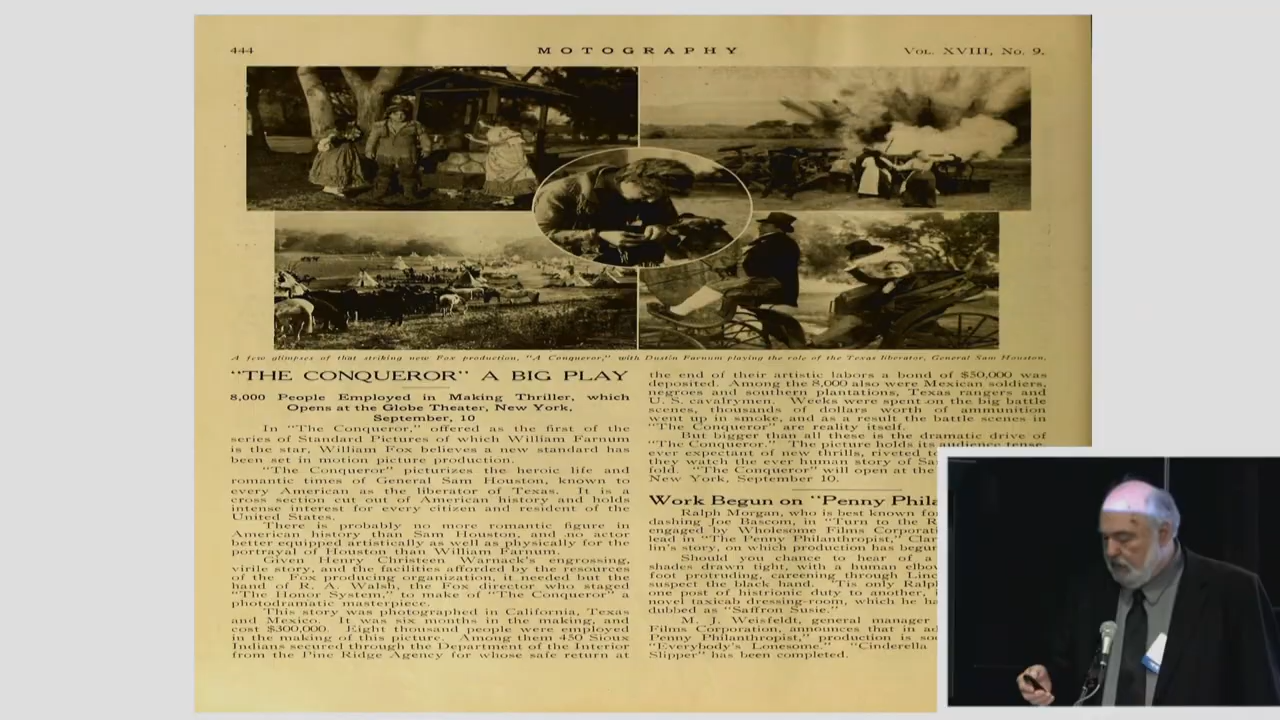 444
MOTOGRAPHY
VOL. XVIII, NO. 9.
A few glimpses of that striking new Fox production, "A Conqueror," with Dustin Farnum playing the role of the Texas liberator, General Sam Houston.
"THE CONQUEROR" A BIG PLAY
8,000 People Employed in Making Thriller, which
Opens at the Globe Theater, New York,
September, 10
In "The Conqueror," offered as the first of the
series of Standard Pictures of which William Farnum
is the star, William Fox believes a new standard has
been set in motion picture production.
"The Conqueror" picturizes the heroic life and
romantic times of General Sam Houston, known to
every American as the liberator of Texas. It is a
cross section cut out of American history and holds
intense interest for every citizen and resident of the
United States.
There is probably no more romantic figure in
American history than Sam Houston, and no actor
better equipped artistically as well as physically for the
portrayal of Houston than William Farnum.
Given Henry Christeen Warnack's engrossing,
virile story, and the facilities afforded by the resources
of the Fox producing organization, it needed but the
hand of R. A. Walsh, the Fox director who staged
"The Honor System," to make of "The Conqueror" a
photodramatic masterpiece.
This story was photographed in California, Texas
and Mexico. It was six months in the making, and
cost $300,000. Eight thousand people were employed
in the making of this picture. Among them 450 Sioux
Indians secured through the Department of the Interior
from the Pine Ridge Agency for whose safe return at
the end of their artistic labors a bond of $50,000 was
deposited. Among the 8,000 also were Mexican soldiers,
negroes and southern plantations, Texas rangers and
U. S. cavalrymen. Weeks were spent on the big battle
scenes, thousands of dollars worth of ammunition
went up in smoke, and as a result the battle scenes in
"The Conqueror" are reality itself.
But bigger than all these is the dramatic drive of
"The Conqueror." The picture holds its audience tense,
ever expectant of new thrills, riveted to
they watch the ever human story of Sa
fold. "The Conqueror" will open at the
New York, September 10.
Work Begun on "Penny Phila
Ralph Morgan, who is best known fo
dashing Joe Bascom, in "Turn to the R
engaged by Wholesome Films Corporati
lead in "The Penny Philanthropist," Clar
lin's story, on which production has begun
Should you chance to hear of a
shades drawn tight, with a human elbow
foot protruding, careening through Linc
suspect the black hand. 'Tis only Ralp
one post of histrionic duty to another, i
novel taxicab dressing-room, which he ha
dubbed as "Saffron Susie."
M. J. Weisfeldt, general manager
Films Corporation, announces that in ad
Penny Philanthropist," production is soo
"Everybody's Lonesome." "Cinderella
Slipper" has been completed.